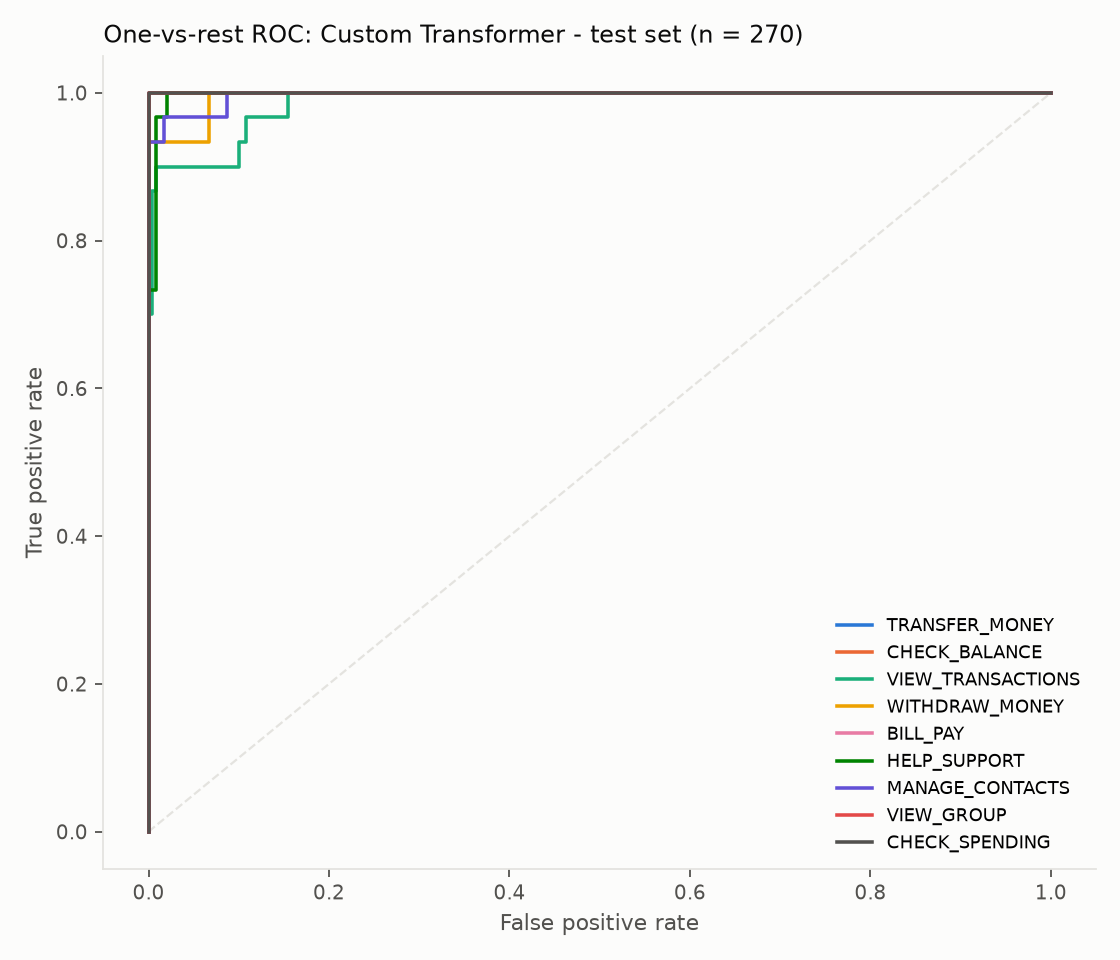 One-vs-rest ROC: Custom Transformer - test set (n = 270)
True positive rate
1.0
0.8
0.6
0.4
0.2
0.0
TRANSFER_MONEY
CHECK_BALANCE
VIEW_TRANSACTIONS
WITHDRAW_MONEY
BILL_PAY
HELP_SUPPORT
MANAGE_CONTACTS
VIEW_GROUP
CHECK_SPENDING
0.0 0.2 0.4 0.6 0.8 1.0
False positive rate